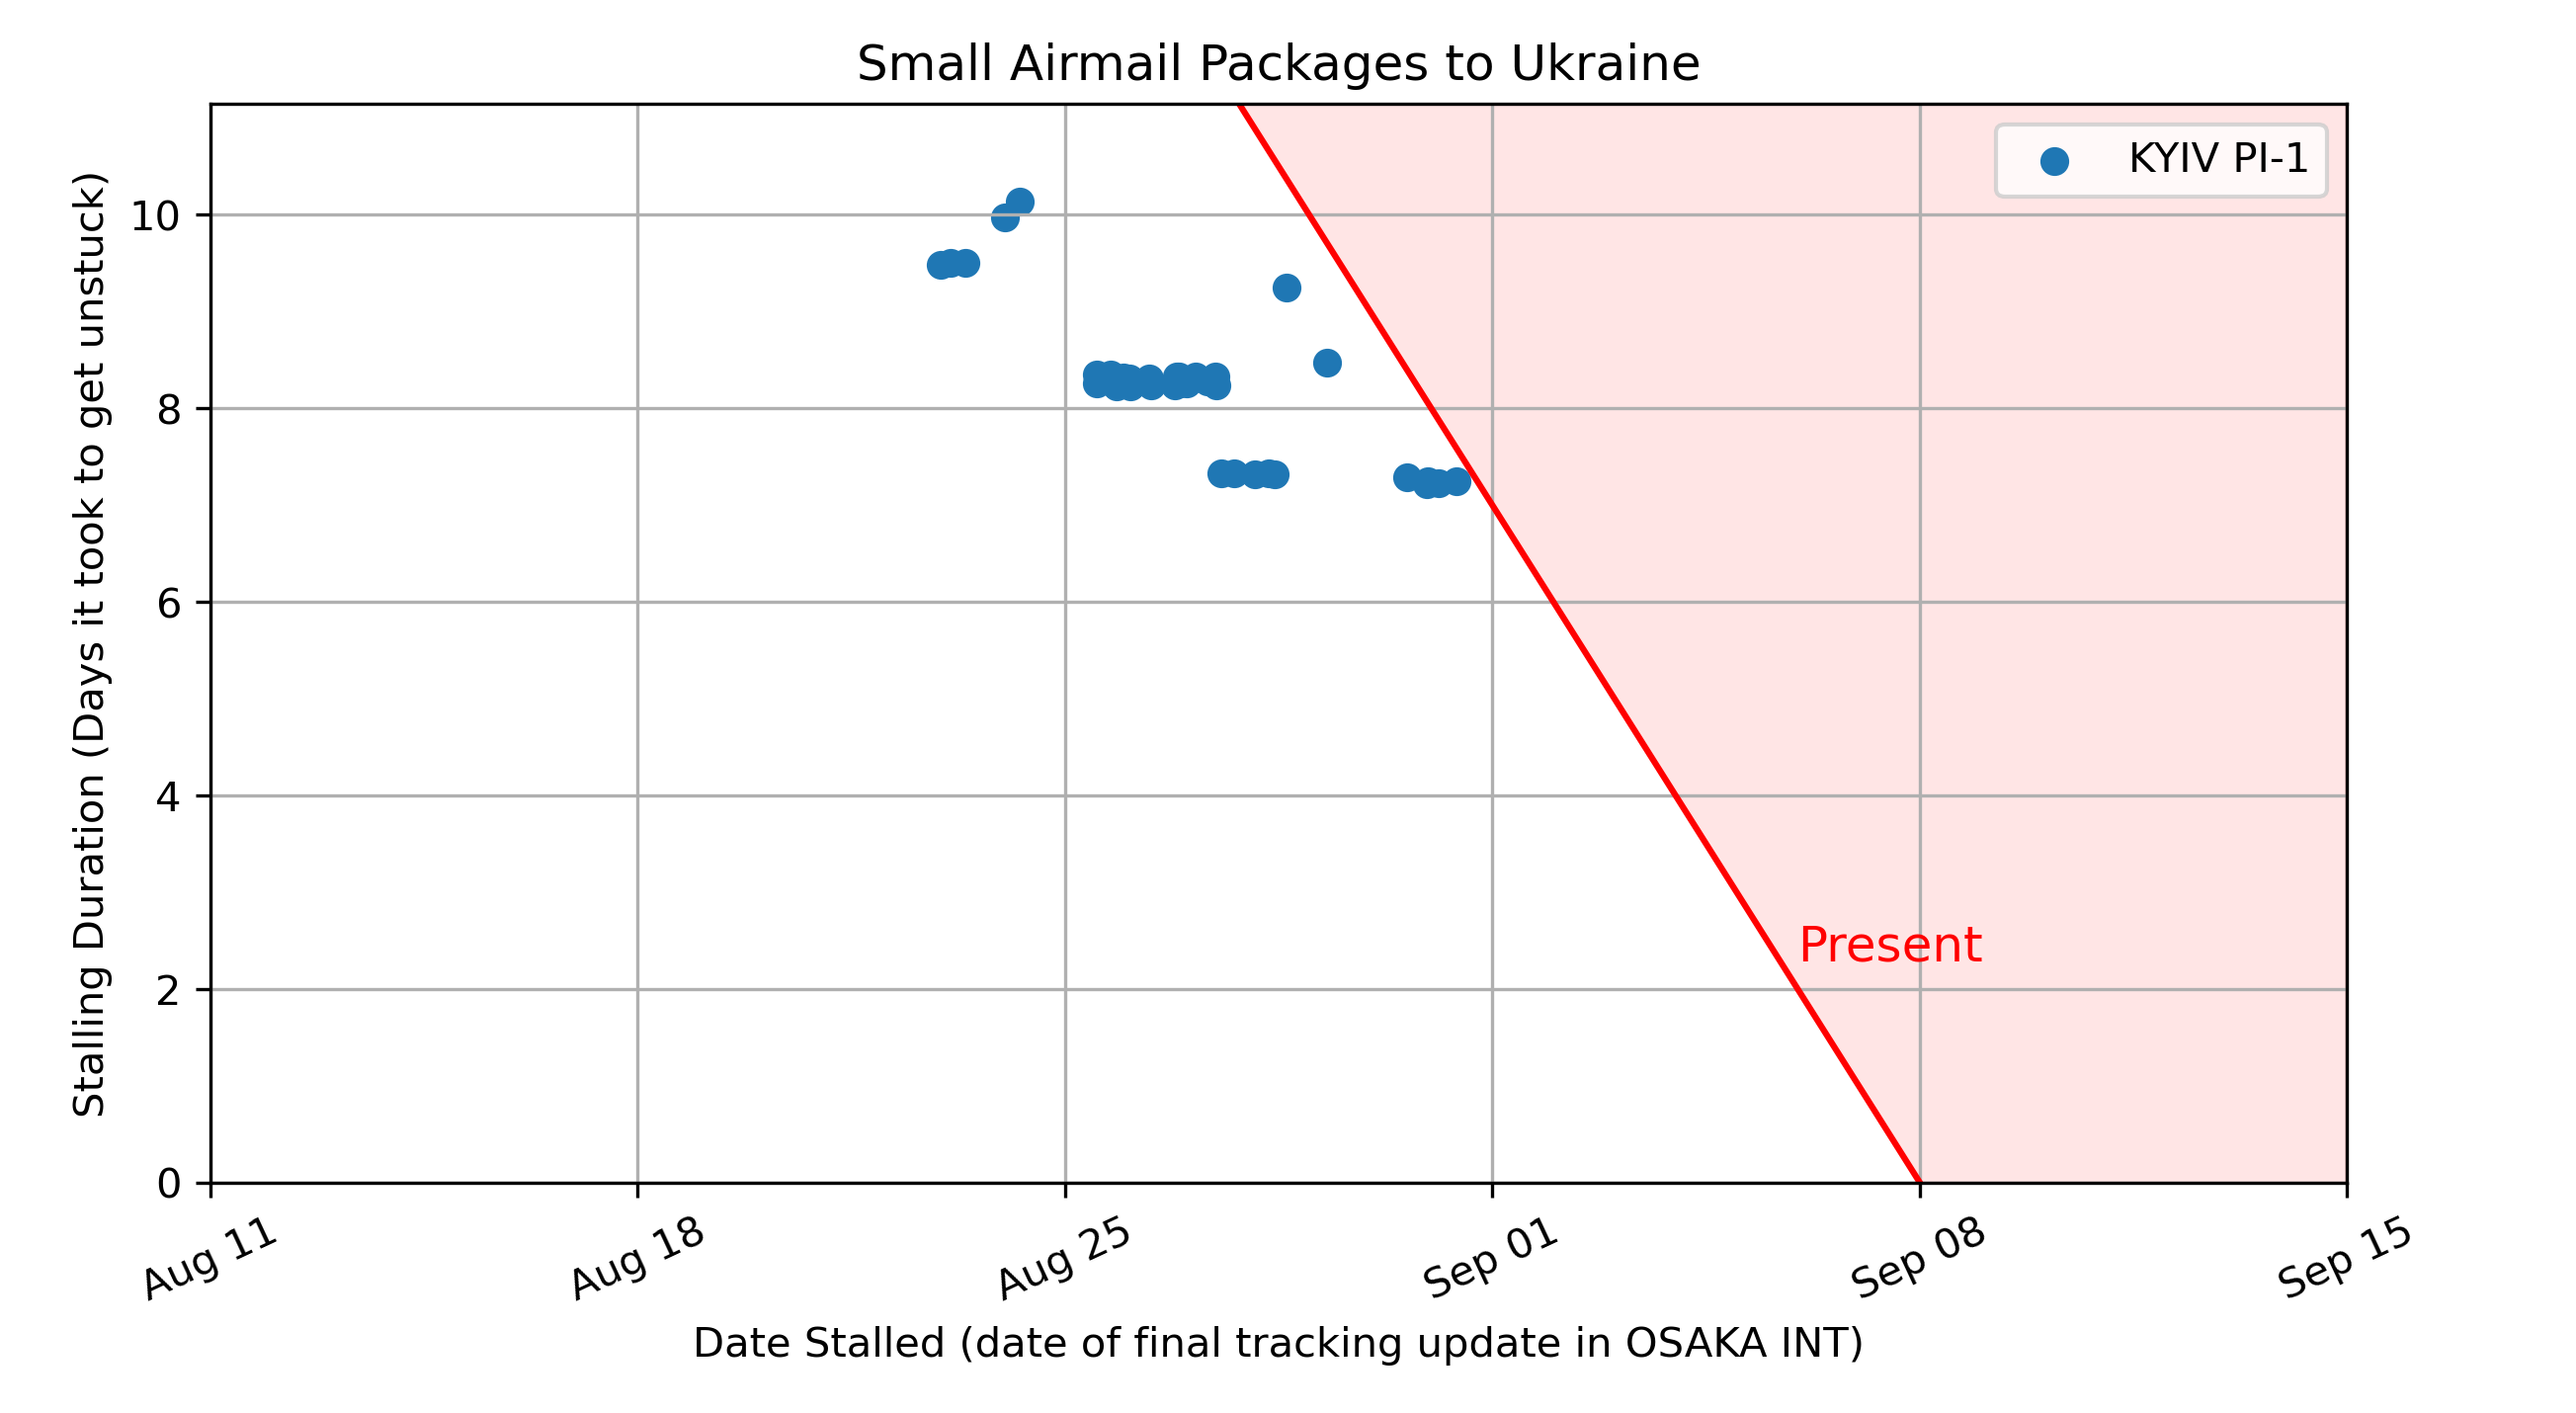 Small Airmail Packages to Ukraine
KYIV PI-1
Stalling Duration (Days it took to get unstuck)
10
8
6
4
2
0
Present
Aug 11
Aug 18
Aug 25
Sep 01
Sep 08
Sep 15
Date Stalled (date of final tracking update in OSAKA INT)